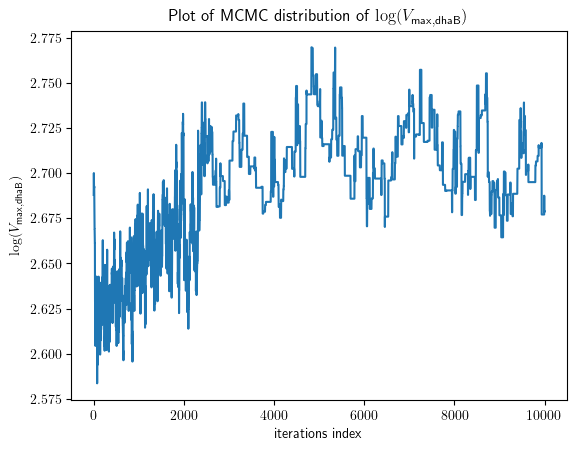 Plot of MCMC distribution of log(V_max,dhaB)
2.775
2.750
2.725
2.700
2.675
2.650
2.625
2.600
2.575
log(V_max,dhaB)
0 2000 4000 6000 8000 10000
iterations index